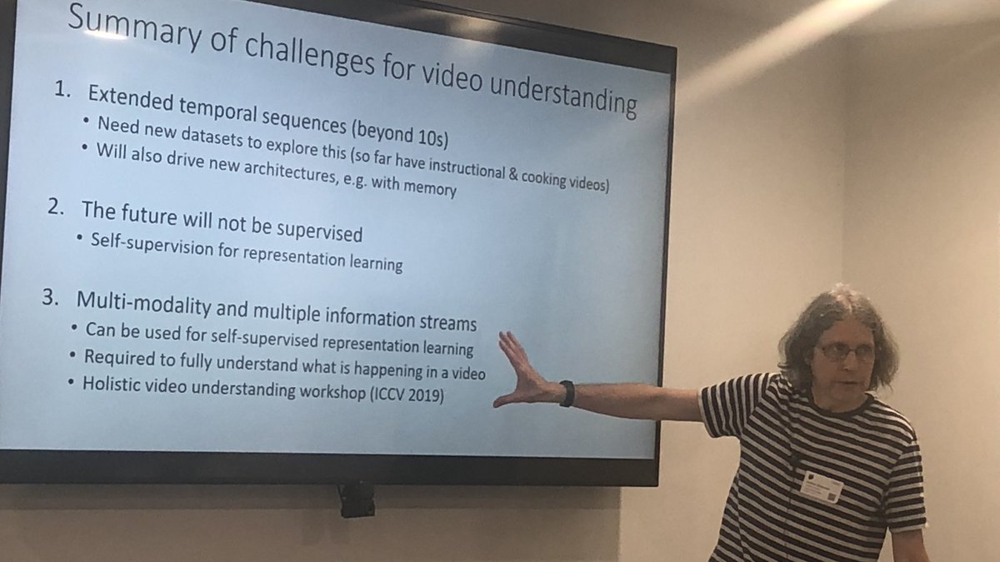 Summary of challenges for video understanding
1. Extended temporal sequences (beyond 10s)
• Need new datasets to explore this (so far have instructional & cooking videos)
• Will also drive new architectures, e.g. with memory
2. The future will not be supervised
• Self-supervision for representation learning
3. Multi-modality and multiple information streams
• Can be used for self-supervised representation learning
• Required to fully understand what is happening in a video
• Holistic video understanding workshop (ICCV 2019)